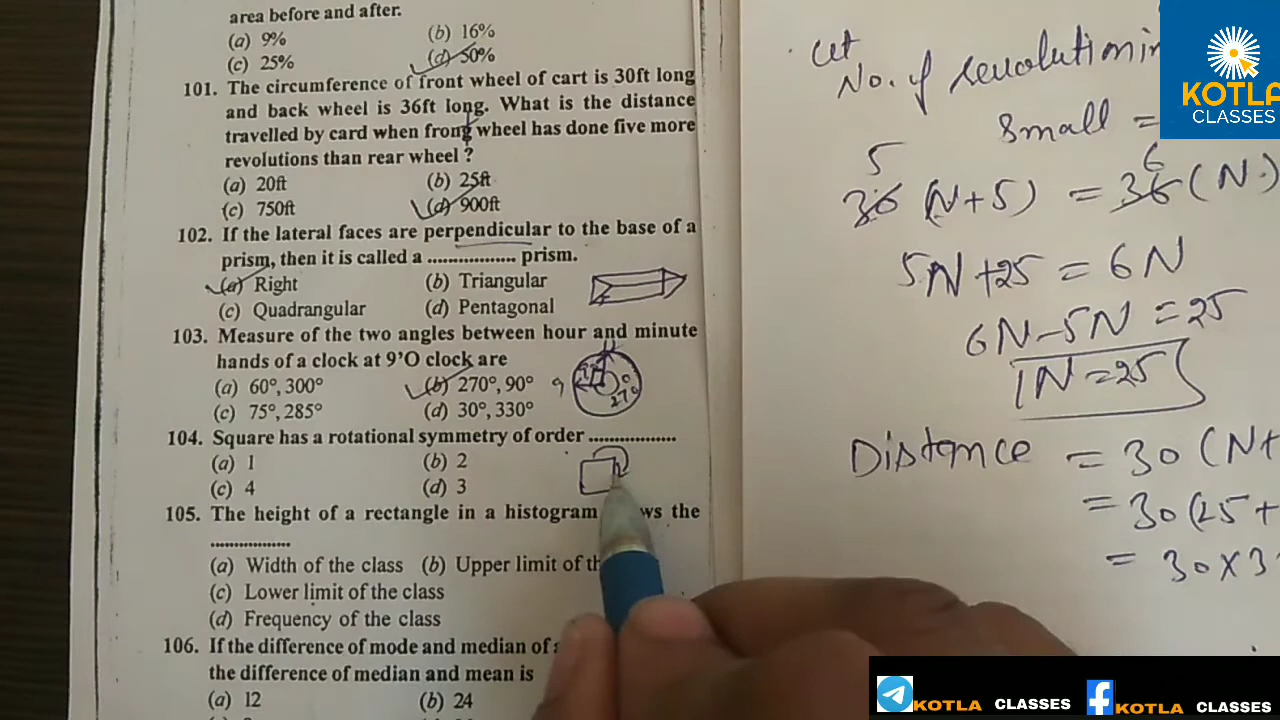 area before and after.
(a) 9% (b) 16%
(c) 25% (d) 50%
101. The circumference of front wheel of cart is 30ft long
and back wheel is 36ft long. What is the distance
travelled by card when frong wheel has done five more
revolutions than rear wheel ?
(a) 20ft (b) 25ft
(c) 750ft (d) 900ft
102. If the lateral faces are perpendicular to the base of a
prism, then it is called a ................. prism.
(a) Right (b) Triangular
(c) Quadrangular (d) Pentagonal
103. Measure of the two angles between hour and minute
hands of a clock at 9’O clock are
(a) 60°, 300° (b) 270°, 90°
(c) 75°, 285° (d) 30°, 330°
9
270
104. Square has a rotational symmetry of order .................
(a) 1 (b) 2
(c) 4 (d) 3
105. The height of a rectangle in a histogram the
................
(a) Width of the class (b) Upper limit of
(c) Lower limit of the class
(d) Frequency of the class
106. If the difference of mode and median of
the difference of median and mean is
(a) 12 (b) 24
let
No. of revolution in
Small =
5 6
30 (N+5) = 36 (N)
5N+25 = 6N
6N-5N = 25
1N = 25
Distance = 30 (N+
= 30 (25+
= 30 x 3
KOTLA
CLASSES
KOTLA CLASSES KOTLA CLASSES